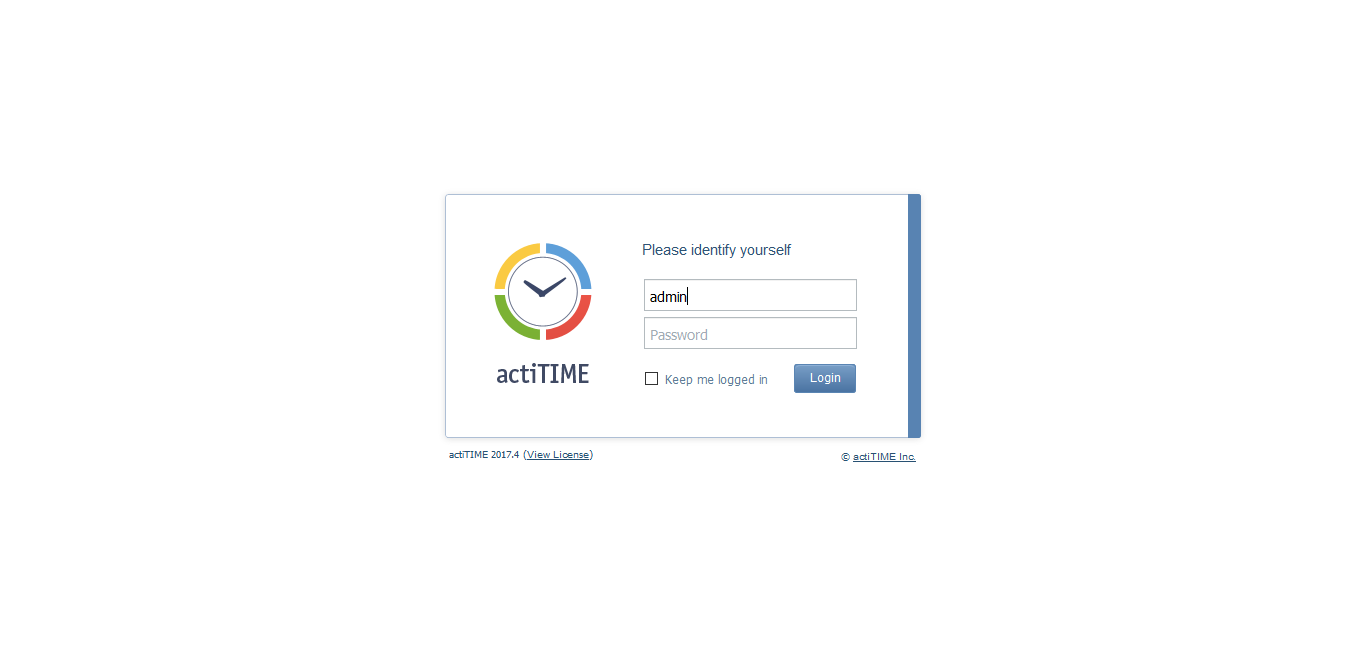 Please identify yourself
admin
Password
actiTIME
Keep me logged in
Login
actiTIME 2017.4 (View License)
© actiTIME Inc.